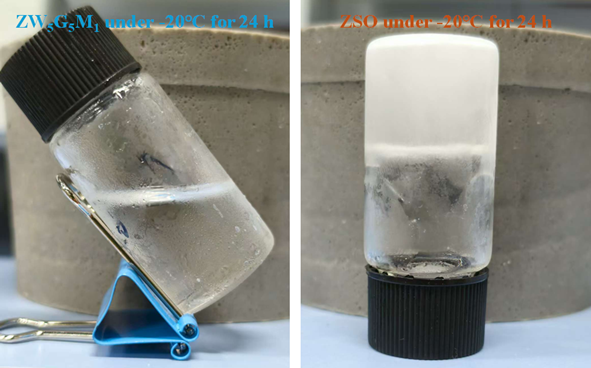 ZW₅G₅M₁ under -20℃ for 24 h
ZSO under -20℃ for 24 h